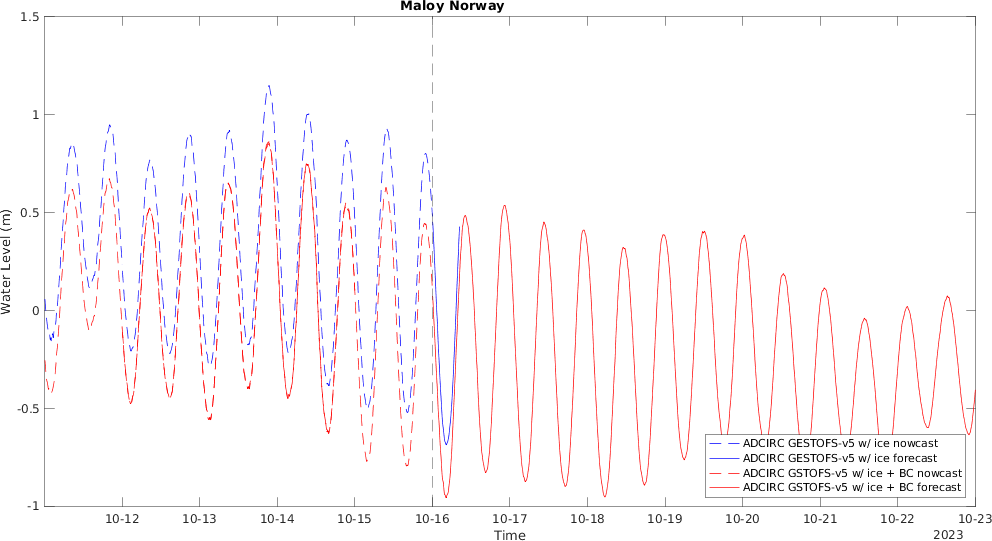 Maloy Norway
1.5
1
0.5
0
-0.5
-1
Water Level (m)
10-12 10-13 10-14 10-15 10-16 10-17 10-18 10-19 10-20 10-21 10-22 10-23
Time
2023
ADCIRC GESTOFS-v5 w/ ice nowcast
ADCIRC GESTOFS-v5 w/ ice forecast
ADCIRC GSTOFS-v5 w/ ice + BC nowcast
ADCIRC GSTOFS-v5 w/ ice + BC forecast